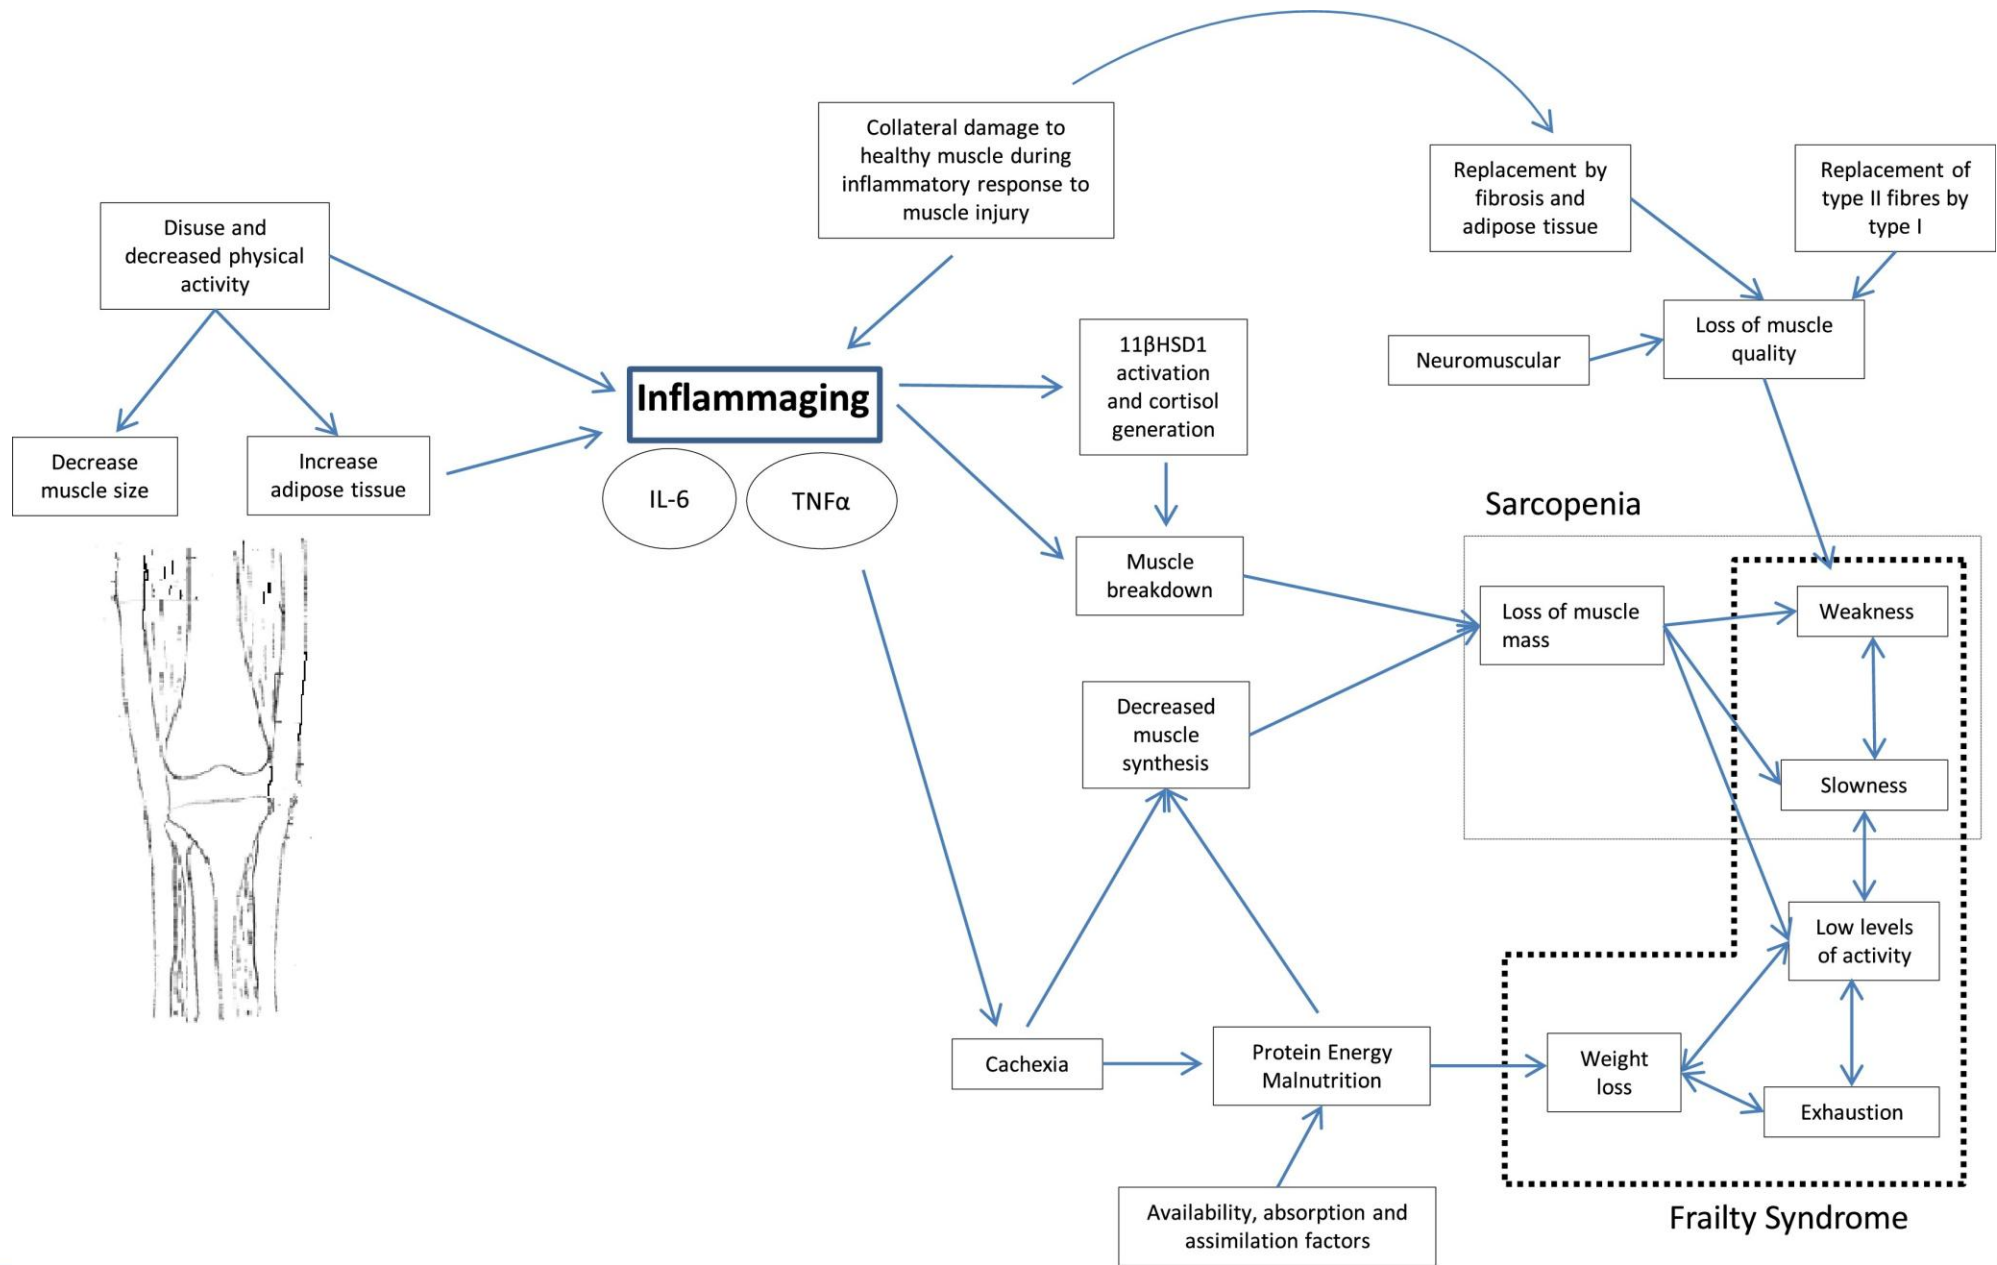 Collateral damage to
healthy muscle during
inflammatory response to
muscle injury
Replacement by
fibrosis and
adipose tissue
Replacement of
type II fibres by
type I
Disuse and
decreased physical
activity
Loss of muscle
quality
Neuromuscular
11βHSD1
activation
and cortisol
generation
Inflammaging
Decrease
muscle size
Increase
adipose tissue
IL-6
TNFα
Sarcopenia
Muscle
breakdown
Loss of muscle
mass
Weakness
Decreased
muscle
synthesis
Slowness
Low levels
of activity
Cachexia
Protein Energy
Malnutrition
Weight
loss
Exhaustion
Availability, absorption and
assimilation factors
Frailty Syndrome